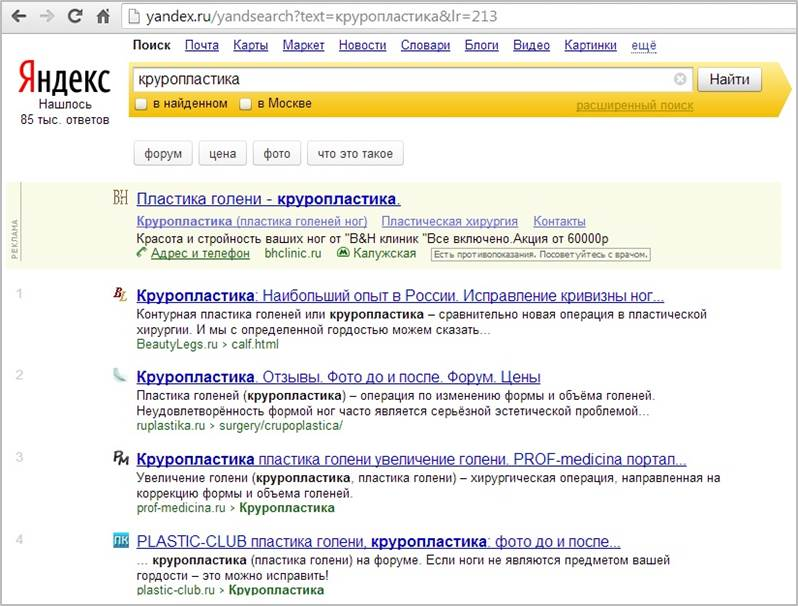 yandex.ru/yandsearch?text=круропластика&lr=213
Поиск Почта Карты Маркет Новости Словари Блоги Видео Картинки ещё
Яндекс
Нашлось
85 тыс. ответов
круропластика
Найти
в найденном в Москве
расширенный поиск
форум цена фото что это такое
РЕКЛАМА
BH Пластика голени - круропластика.
Круропластика (пластика голеней ног) Пластическая хирургия Контакты
Красота и стройность ваших ног от "B&H клиник "Все включено.Акция от 60000р
Адрес и телефон bhclinic.ru Калужская Есть противопоказания. Посоветуйтесь с врачом.
1 BL Круропластика: Наибольший опыт в России. Исправление кривизны ног...
Контурная пластика голеней или круропластика – сравнительно новая операция в пластической
хирургии. И мы с определенной гордостью можем сказать...
BeautyLegs.ru › calf.html
2 Круропластика. Отзывы. Фото до и после. Форум. Цены
Пластика голеней (круропластика) – операция по изменению формы и объёма голеней.
Неудовлетворённость формой ног часто является серьёзной эстетической проблемой...
ruplastika.ru › surgery/crupoplastica/
3 PM Круропластика пластика голени увеличение голени. PROF-medicina портал...
Увеличение голени (круропластика, пластика голени) – хирургическая операция, направленная на
коррекцию формы и объема голеней.
prof-medicina.ru › Круропластика
4 ПК PLASTIC-CLUB пластика голени, круропластика: фото до и после...
... круропластика (пластика голени) на форуме. Если ноги не являются предметом вашей
гордости – это можно исправить!
plastic-club.ru › Круропластика